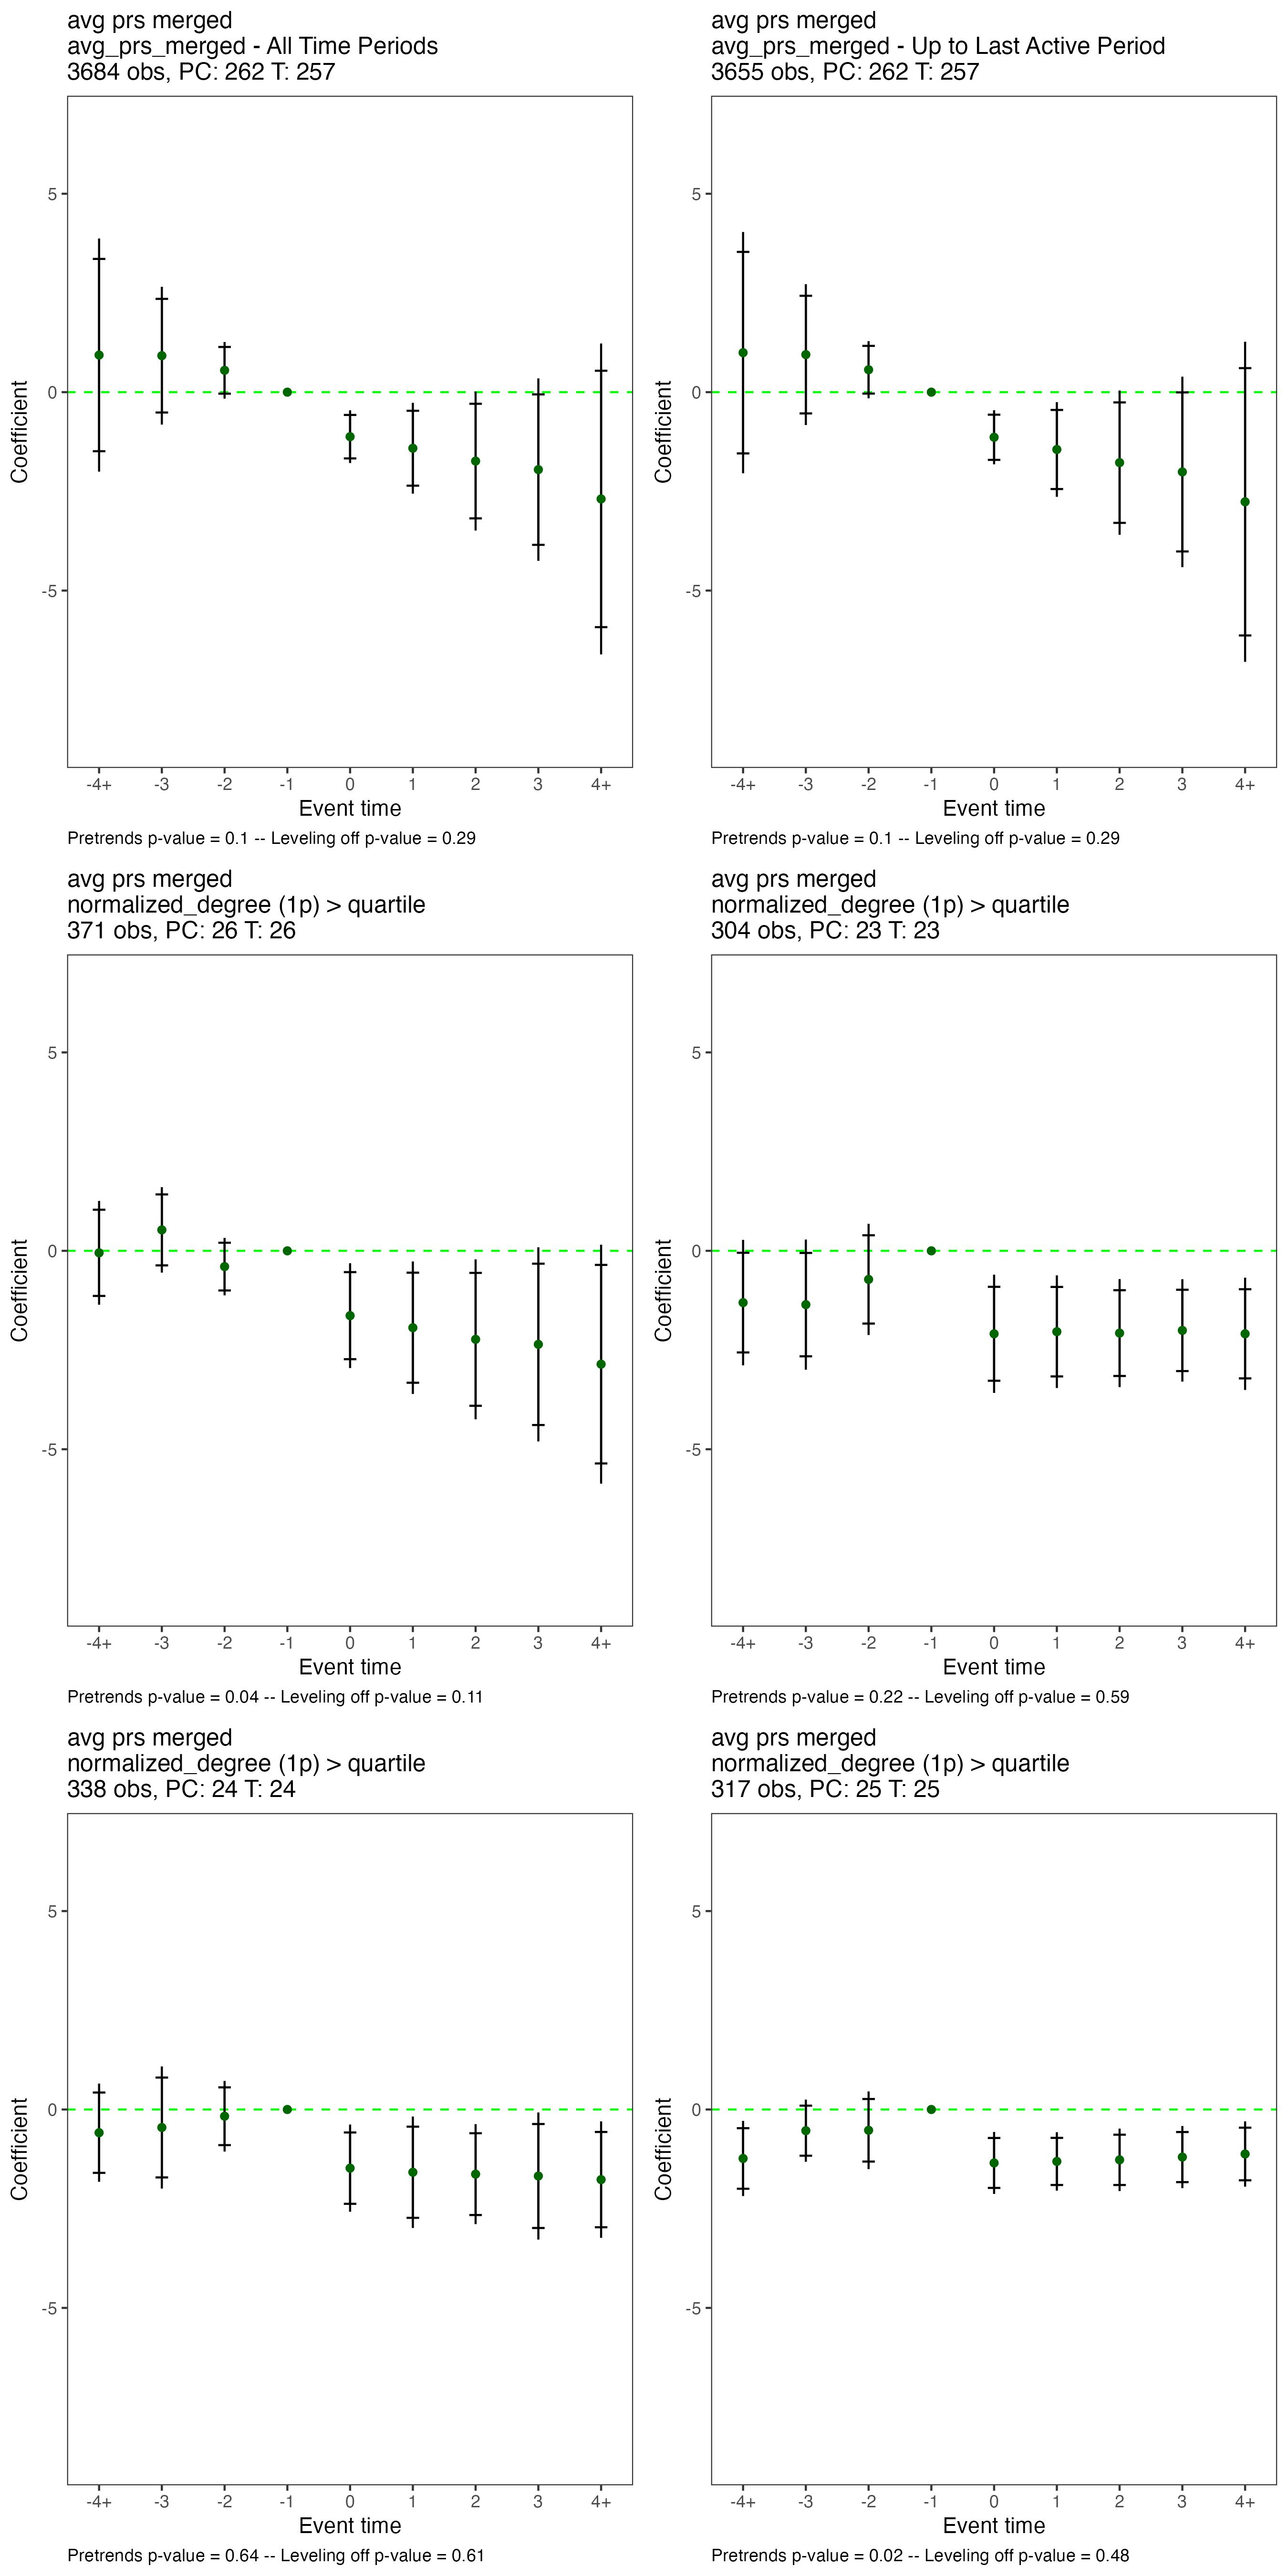 avg prs merged
avg_prs_merged - All Time Periods
3684 obs, PC: 262 T: 257
5
0
-5
Coefficient
-4+ -3 -2 -1 0 1 2 3 4+
Event time
Pretrends p-value = 0.1 -- Leveling off p-value = 0.29
avg prs merged
avg_prs_merged - Up to Last Active Period
3655 obs, PC: 262 T: 257
5
0
-5
Coefficient
-4+ -3 -2 -1 0 1 2 3 4+
Event time
Pretrends p-value = 0.1 -- Leveling off p-value = 0.29
avg prs merged
normalized_degree (1p) > quartile
371 obs, PC: 26 T: 26
5
0
-5
Coefficient
-4+ -3 -2 -1 0 1 2 3 4+
Event time
Pretrends p-value = 0.04 -- Leveling off p-value = 0.11
avg prs merged
normalized_degree (1p) > quartile
304 obs, PC: 23 T: 23
5
0
-5
Coefficient
-4+ -3 -2 -1 0 1 2 3 4+
Event time
Pretrends p-value = 0.22 -- Leveling off p-value = 0.59
avg prs merged
normalized_degree (1p) > quartile
338 obs, PC: 24 T: 24
5
0
-5
Coefficient
-4+ -3 -2 -1 0 1 2 3 4+
Event time
Pretrends p-value = 0.64 -- Leveling off p-value = 0.61
avg prs merged
normalized_degree (1p) > quartile
317 obs, PC: 25 T: 25
5
0
-5
Coefficient
-4+ -3 -2 -1 0 1 2 3 4+
Event time
Pretrends p-value = 0.02 -- Leveling off p-value = 0.48